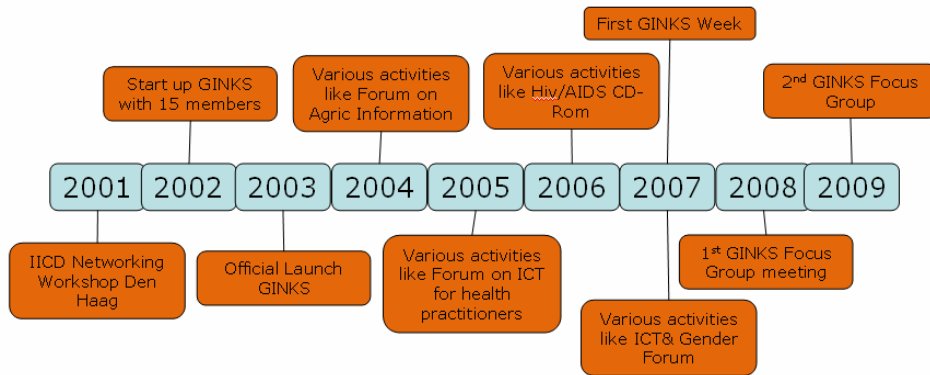 First GINKS Week
Start up GINKS
with 15 members
Various activities
like Forum on
Agric Information
Various activities
like Hiv/AIDS CD-
Rom
2nd GINKS Focus
Group
2001
2002
2003
2004
2005
2006
2007
2008
2009
IICD Networking
Workshop Den
Haag
Official Launch
GINKS
Various activities
like Forum on ICT
for health
practitioners
Various activities
like ICT& Gender
Forum
1st GINKS Focus
Group meeting